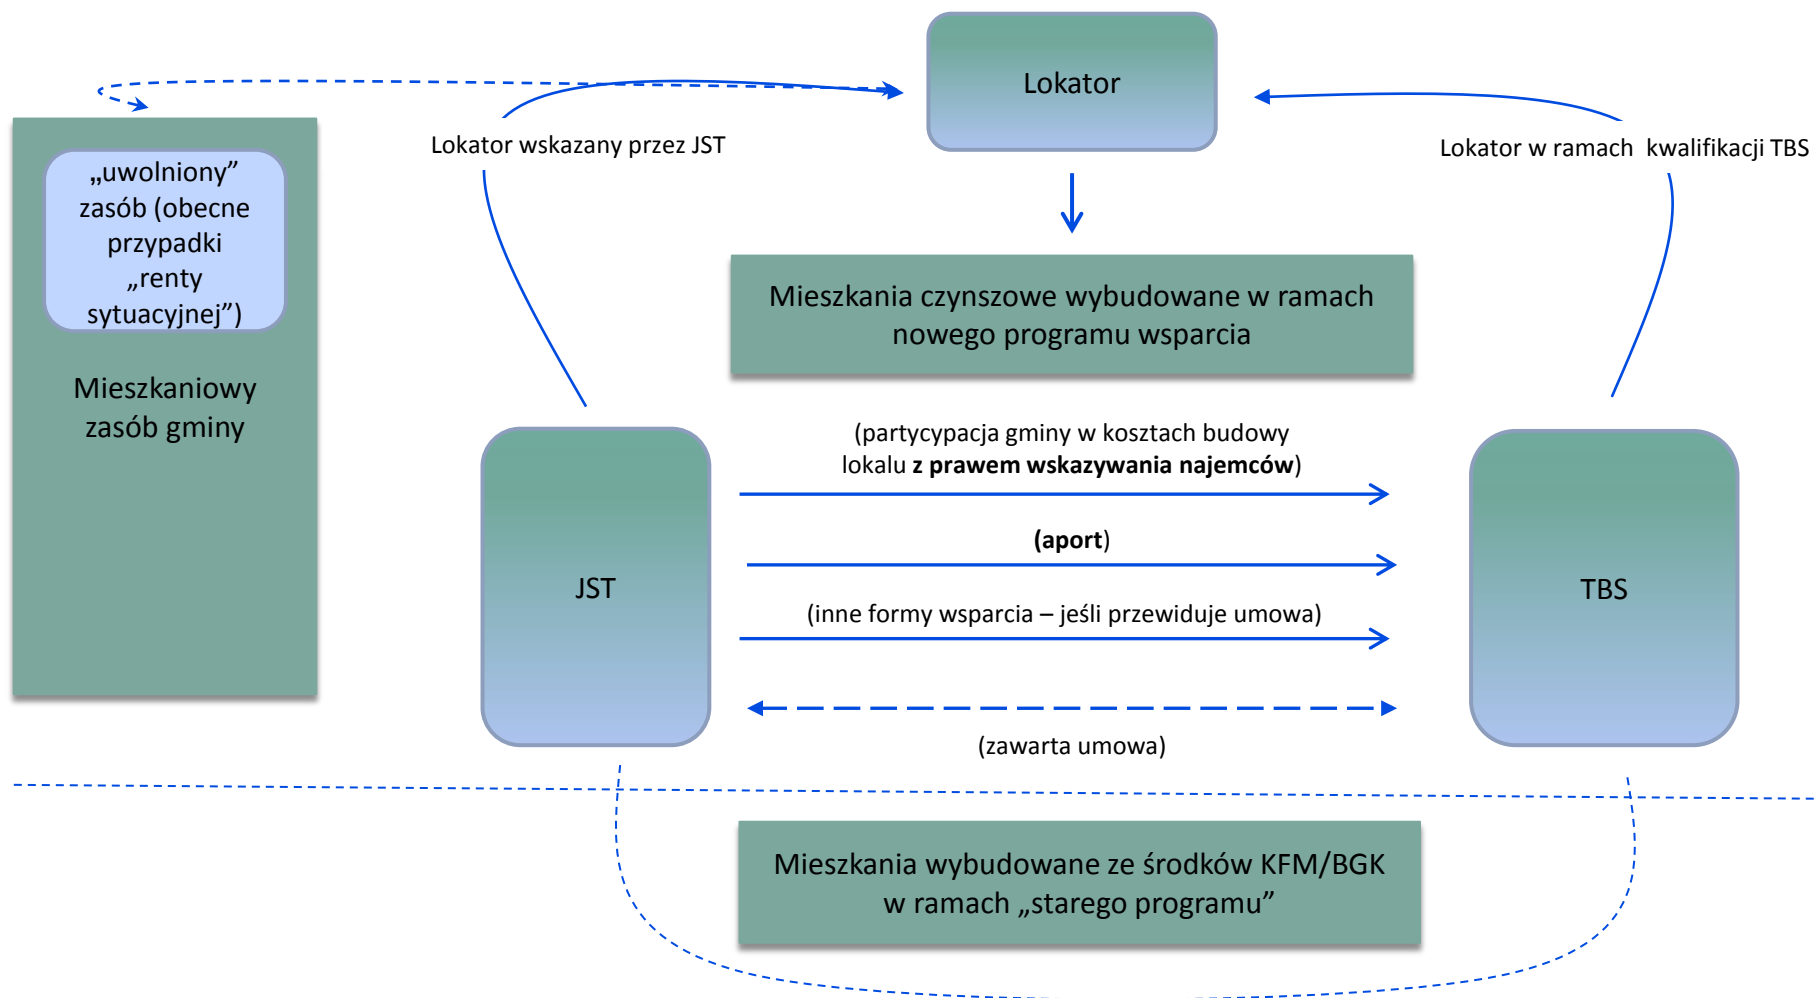 Lokator
Lokator wskazany przez JST
Lokator w ramach  kwalifikacji TBS
„uwolniony”
zasób (obecne
przypadki
„renty
sytuacyjnej”)
Mieszkaniowy
zasób gminy
Mieszkania czynszowe wybudowane w ramach
nowego programu wsparcia
(partycypacja gminy w kosztach budowy
lokalu z prawem wskazywania najemców)
(aport)
JST
TBS
(inne formy wsparcia – jeśli przewiduje umowa)
(zawarta umowa)
Mieszkania wybudowane ze środków KFM/BGK
w ramach „starego programu”